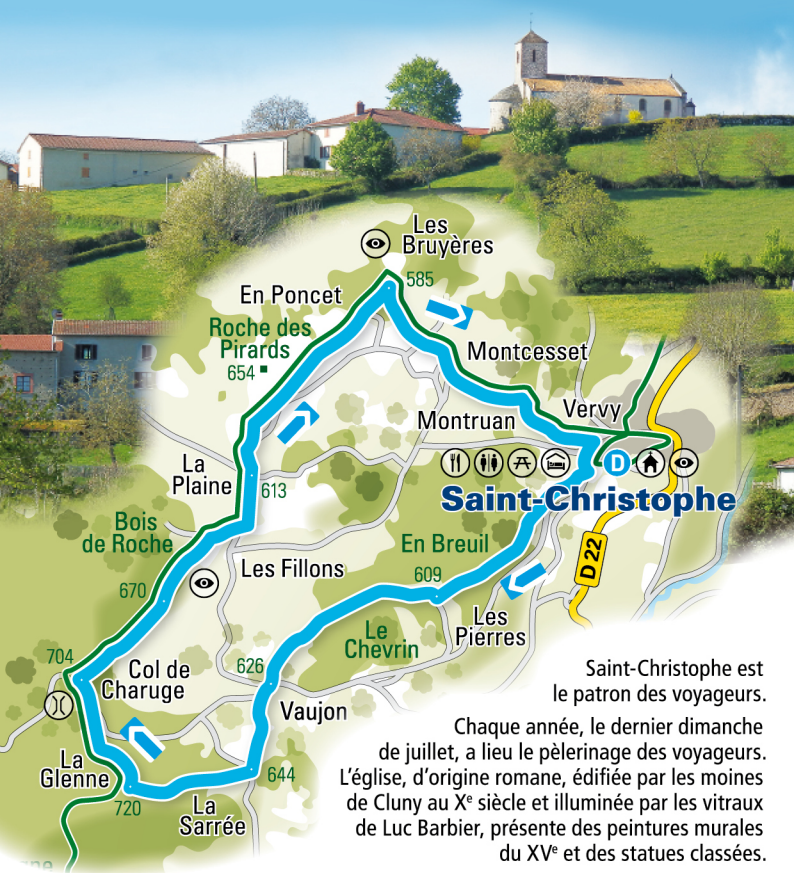 Les
Bruyères
585
En Poncet
Roche des
Pirards
654
Montcesset
Vervy
Montruan
La
Plaine
613
D
Saint-Christophe
Bois
de Roche
En Breuil
D 22
Les Fillons
609
670
Les
Pierres
Le
Chevrin
704
Col de
Charuge
626
Vaujon
La
Glenne
644
720
La
Sarrée
Saint-Christophe est
le patron des voyageurs.
Chaque année, le dernier dimanche
de juillet, a lieu le pèlerinage des voyageurs.
L’église, d’origine romane, édifiée par les moines
de Cluny au Xᵉ siècle et illuminée par les vitraux
de Luc Barbier, présente des peintures murales
du XVᵉ et des statues classées.